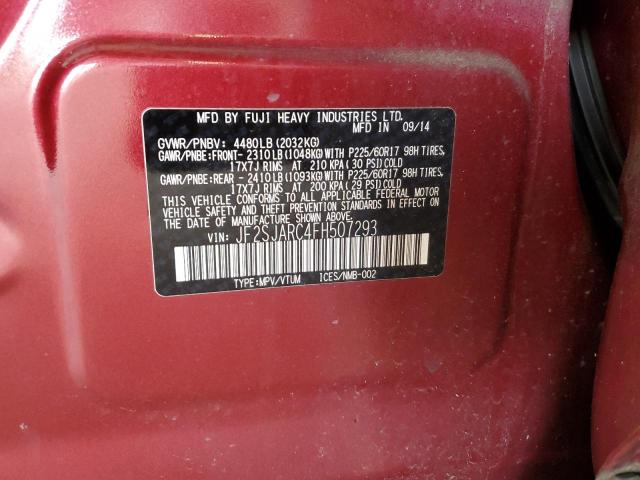 MFD BY FUJI HEAVY INDUSTRIES LTD.
MFD IN 09/14
GVWR/PNBV: 4480LB (2032KG)
GAWR/PNBE:FRONT- 2310LB (1048KG) WITH P225/60R17 98H TIRES,
17X7J RIMS AT 210 KPA ( 30 PSI) COLD
GAWR/PNBE:REAR - 2410LB (1093KG) WITH P225/60R17 98H TIRES,
17X7J RIMS AT 200 KPA ( 29 PSI) COLD
THIS VEHICLE CONFORMS TO ALL APPLICABLE FEDERAL MOTOR
VEHICLE SAFETY AND THEFT PREVENTION STANDARDS IN EFFECT ON
THE DATE OF MANUFACTURE SHOWN ABOVE.
VIN: JF2SJARC4FH507293
TYPE:MPV/VTUM ICES/NMB-002